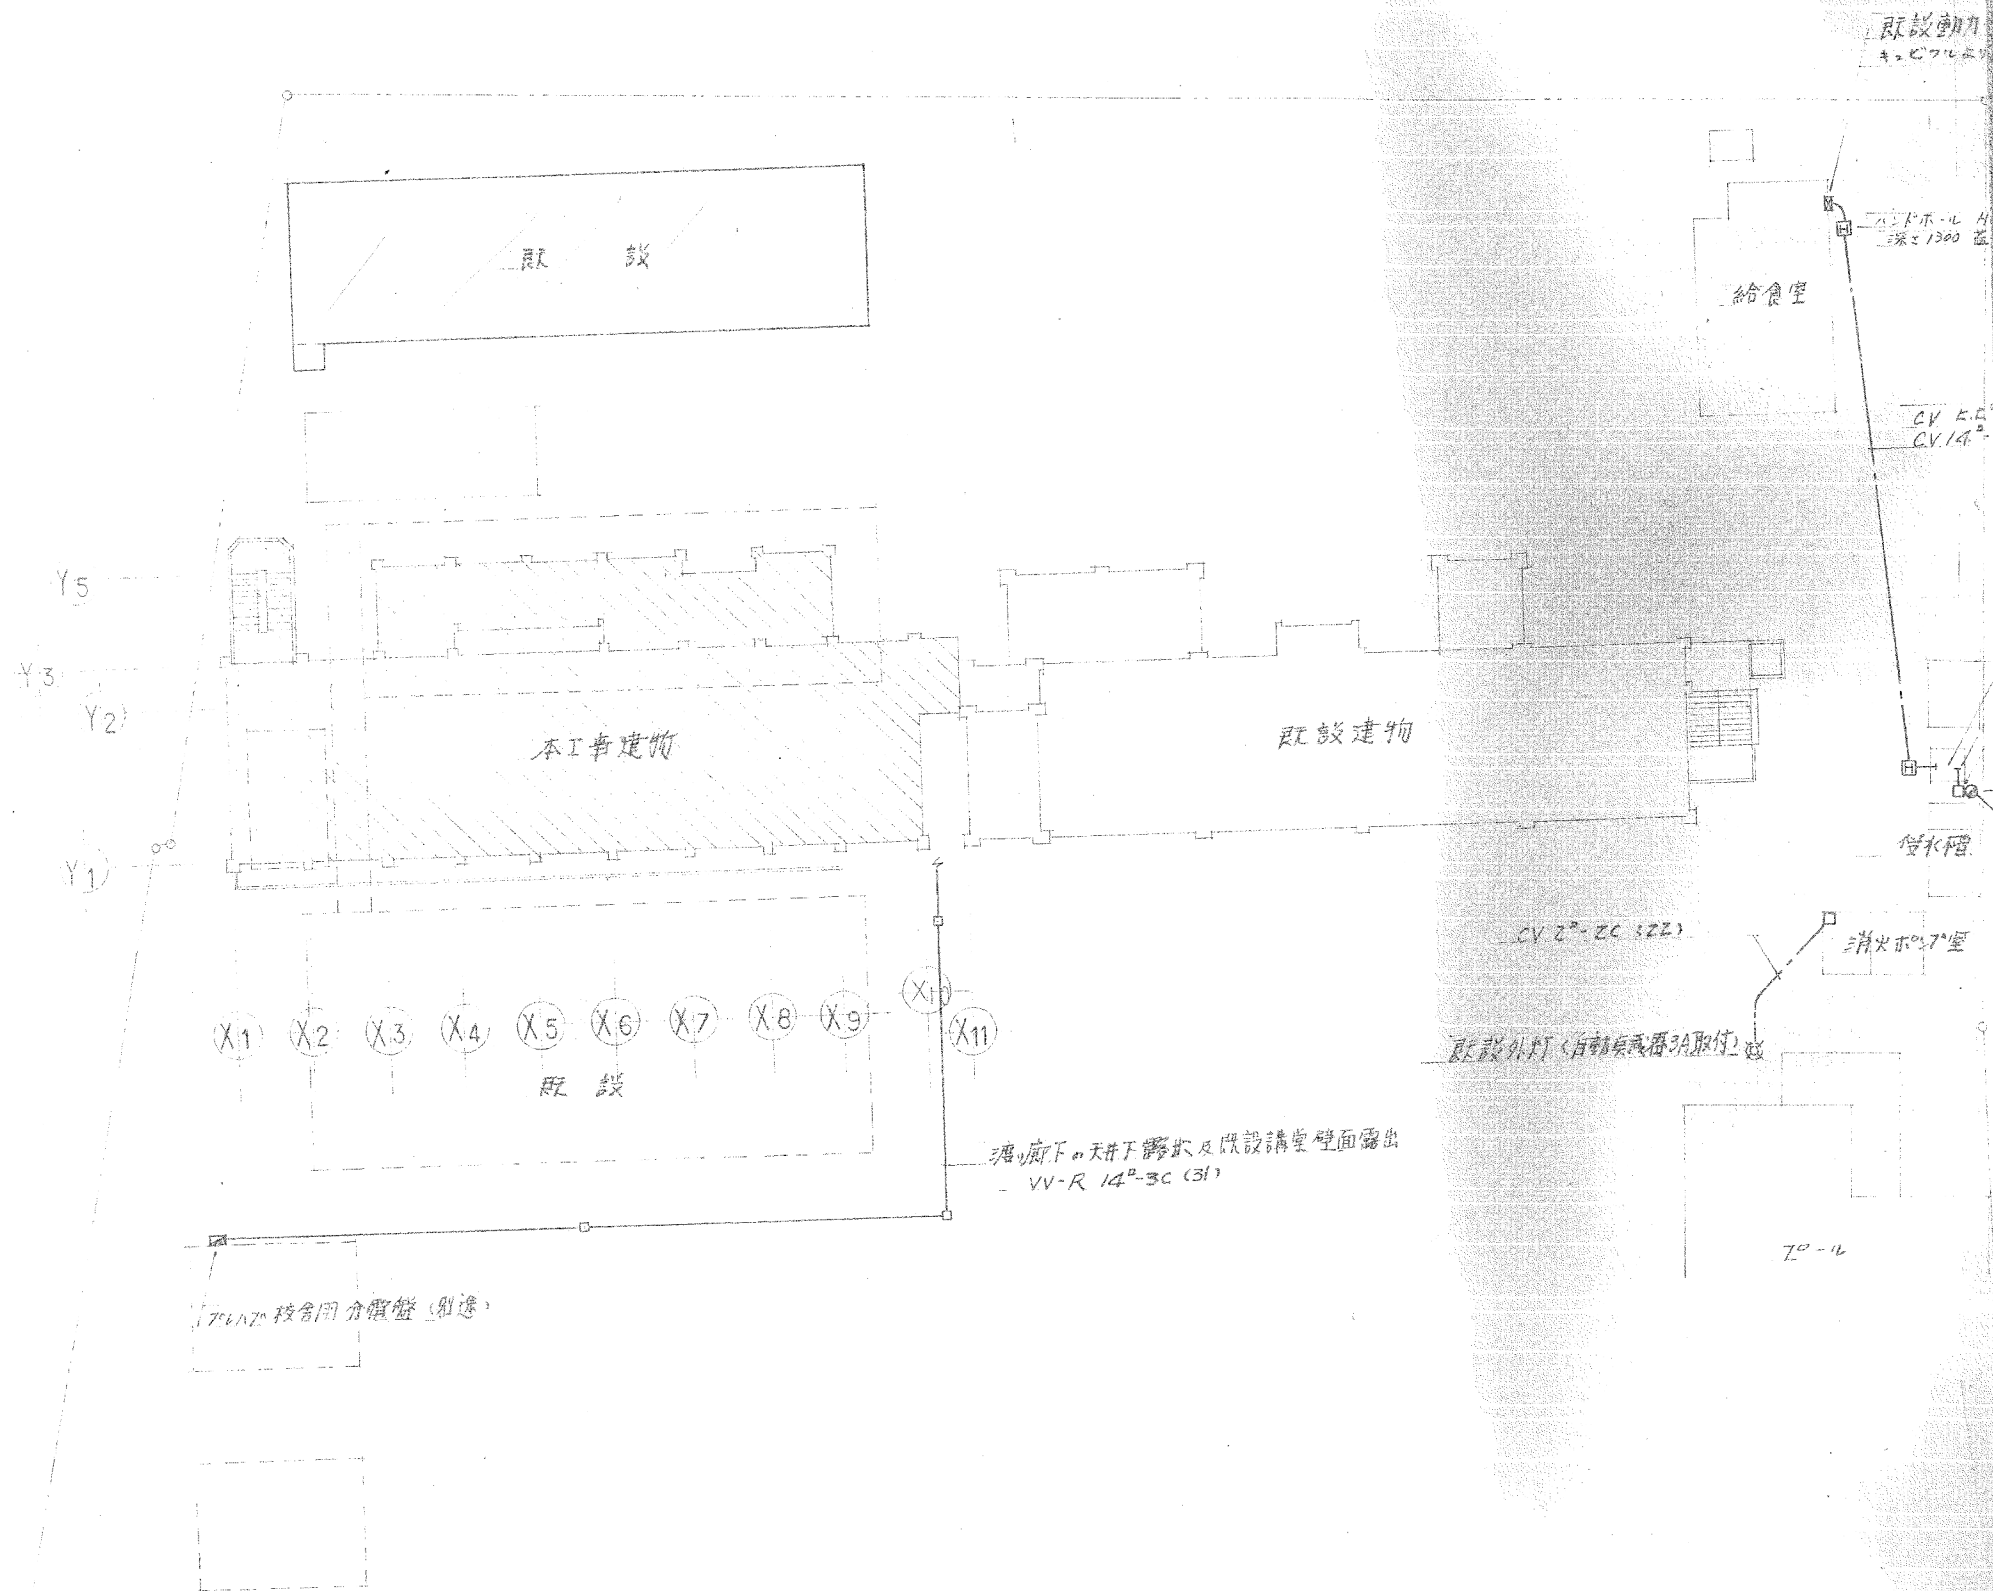 既設動力
キュービクルより
ハンドホール H
深さ1300 蓋
既 設
給食室
CV 5.5
CV 14□-
Y5
Y3
Y2
Y1
本工事建物
既設建物
受水槽
CV 2□-2C (22)
消火ポンプ室
X1 X2 X3 X4 X5 X6 X7 X8 X9 X10 X11
既設外灯 (自動点滅器3A取付)
既 設
渡り廊下の天井下露出 及 既設講堂壁面露出
VV-R 14□-3C (31)
プール
プレハブ校舎用分電盤 (別途)